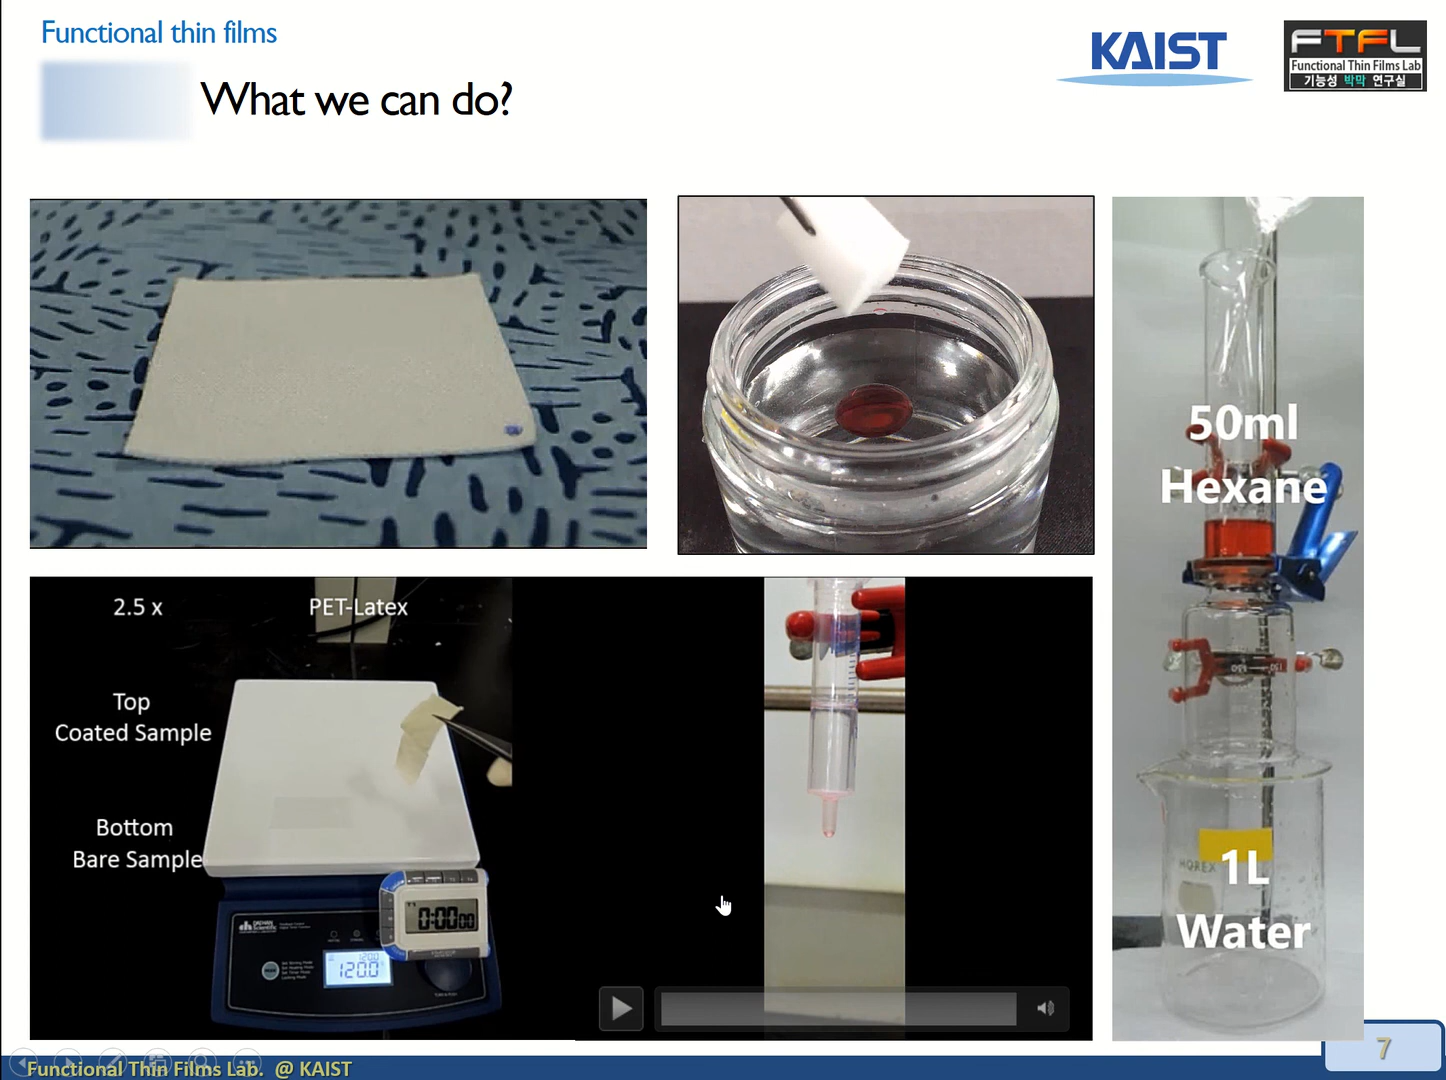 Functional thin films
What we can do?
KAIST
FTFL
Functional Thin Films Lab
기능성 박막 연구실
50ml
Hexane
2.5 x
PET-Latex
Top
Coated Sample
Bottom
Bare Sample
0:00 00
120.0
1L
Water
7
Functional Thin Films Lab. @ KAIST